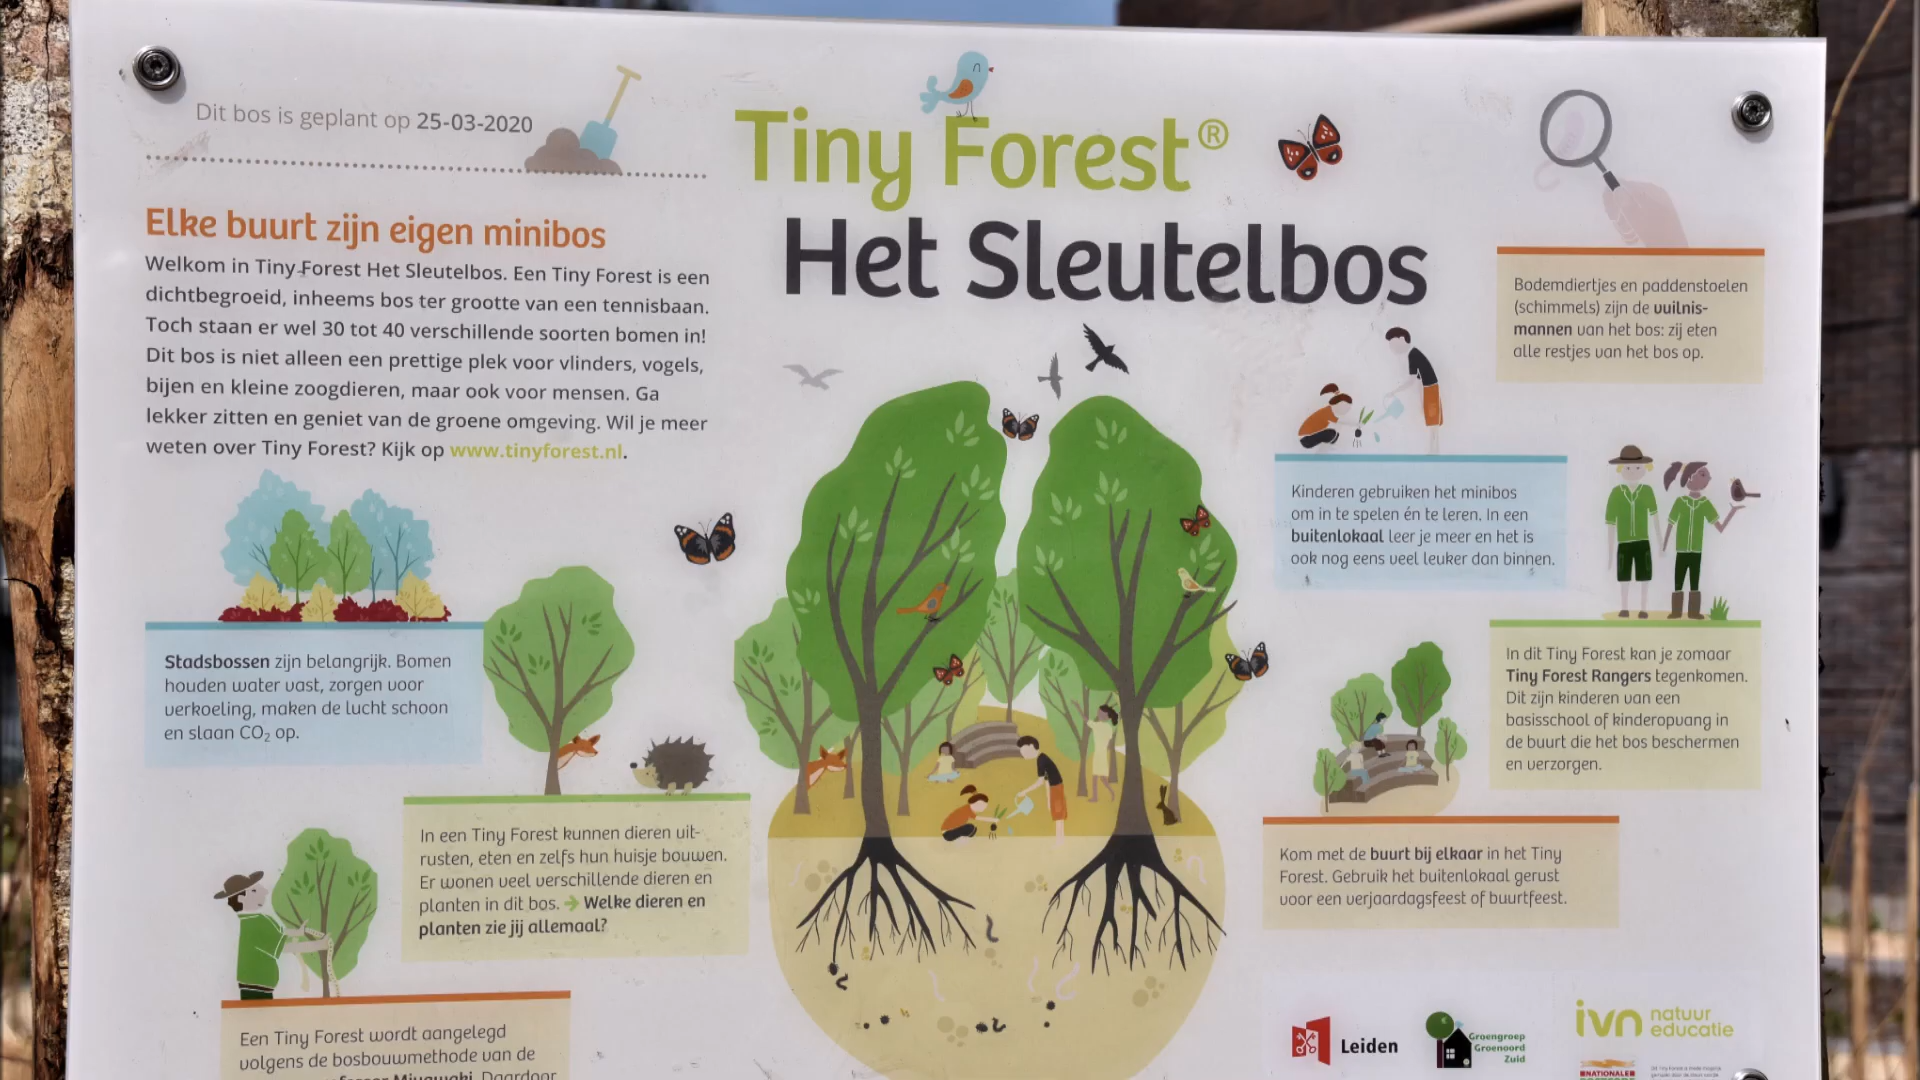 Dit bos is geplant op 25-03-2020
Tiny Forest®
Het Sleutelbos
Elke buurt zijn eigen minibos
Welkom in Tiny Forest Het Sleutelbos. Een Tiny Forest is een
dichtbegroeid, inheems bos ter grootte van een tennisbaan.
Toch staan er wel 30 tot 40 verschillende soorten bomen in!
Dit bos is niet alleen een prettige plek voor vlinders, vogels,
bijen en kleine zoogdieren, maar ook voor mensen. Ga
lekker zitten en geniet van de groene omgeving. Wil je meer
weten over Tiny Forest? Kijk op www.tinyforest.nl.
Stadsbossen zijn belangrijk. Bomen
houden water vast, zorgen voor
verkoeling, maken de lucht schoon
en slaan CO₂ op.
In een Tiny Forest kunnen dieren uit-
rusten, eten en zelfs hun huisje bouwen.
Er wonen veel verschillende dieren en
planten in dit bos. → Welke dieren en
planten zie jij allemaal?
Een Tiny Forest wordt aangelegd
volgens de bosbouwmethode van de
Miyawaki. Daardoor
Bodemdiertjes en paddenstoelen
(schimmels) zijn de vuilnis-
mannen van het bos: zij eten
alle restjes van het bos op.
Kinderen gebruiken het minibos
om in te spelen én te leren. In een
buitenlokaal leer je meer en het is
ook nog eens veel leuker dan binnen.
In dit Tiny Forest kan je zomaar
Tiny Forest Rangers tegenkomen.
Dit zijn kinderen van een
basisschool of kinderopvang in
de buurt die het bos beschermen
en verzorgen.
Kom met de buurt bij elkaar in het Tiny
Forest. Gebruik het buitenlokaal gerust
voor een verjaardagsfeest of buurtfeest.
Leiden
Groengroep
Groenoord
Zuid
ivn natuur
educatie
NATIONALE